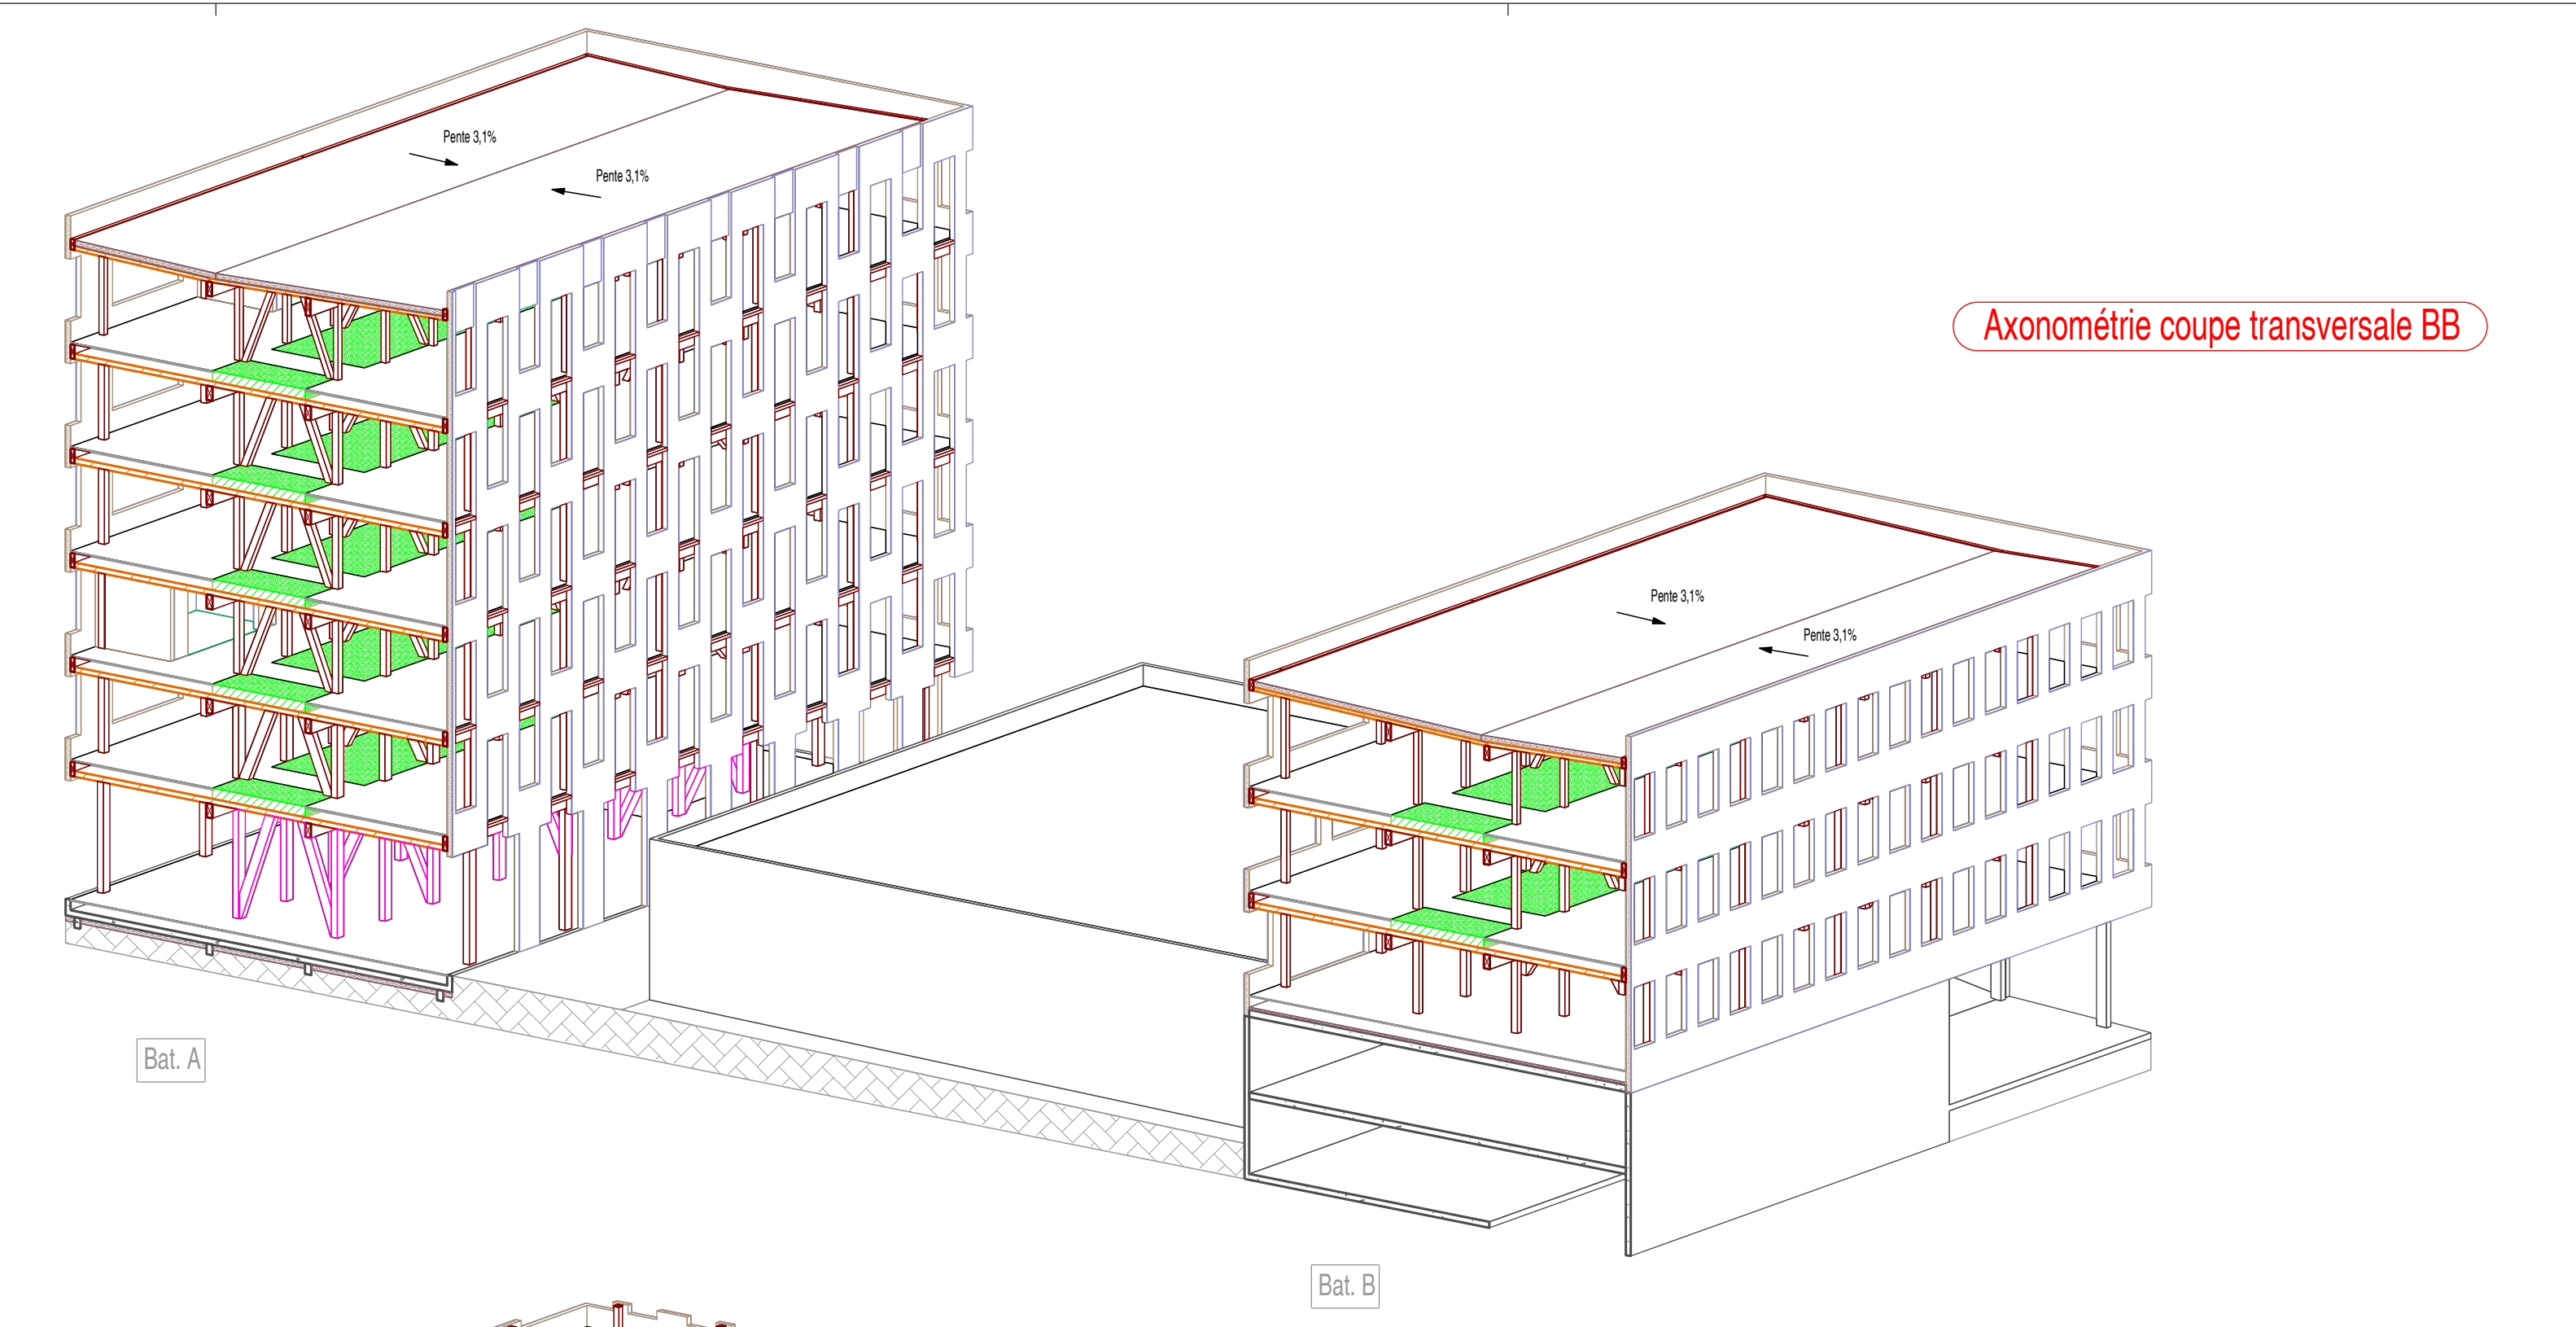 Pente 3,1%
Pente 3,1%
Axonométrie coupe transversale BB
Pente 3,1%
Pente 3,1%
Bat. A
Bat. B